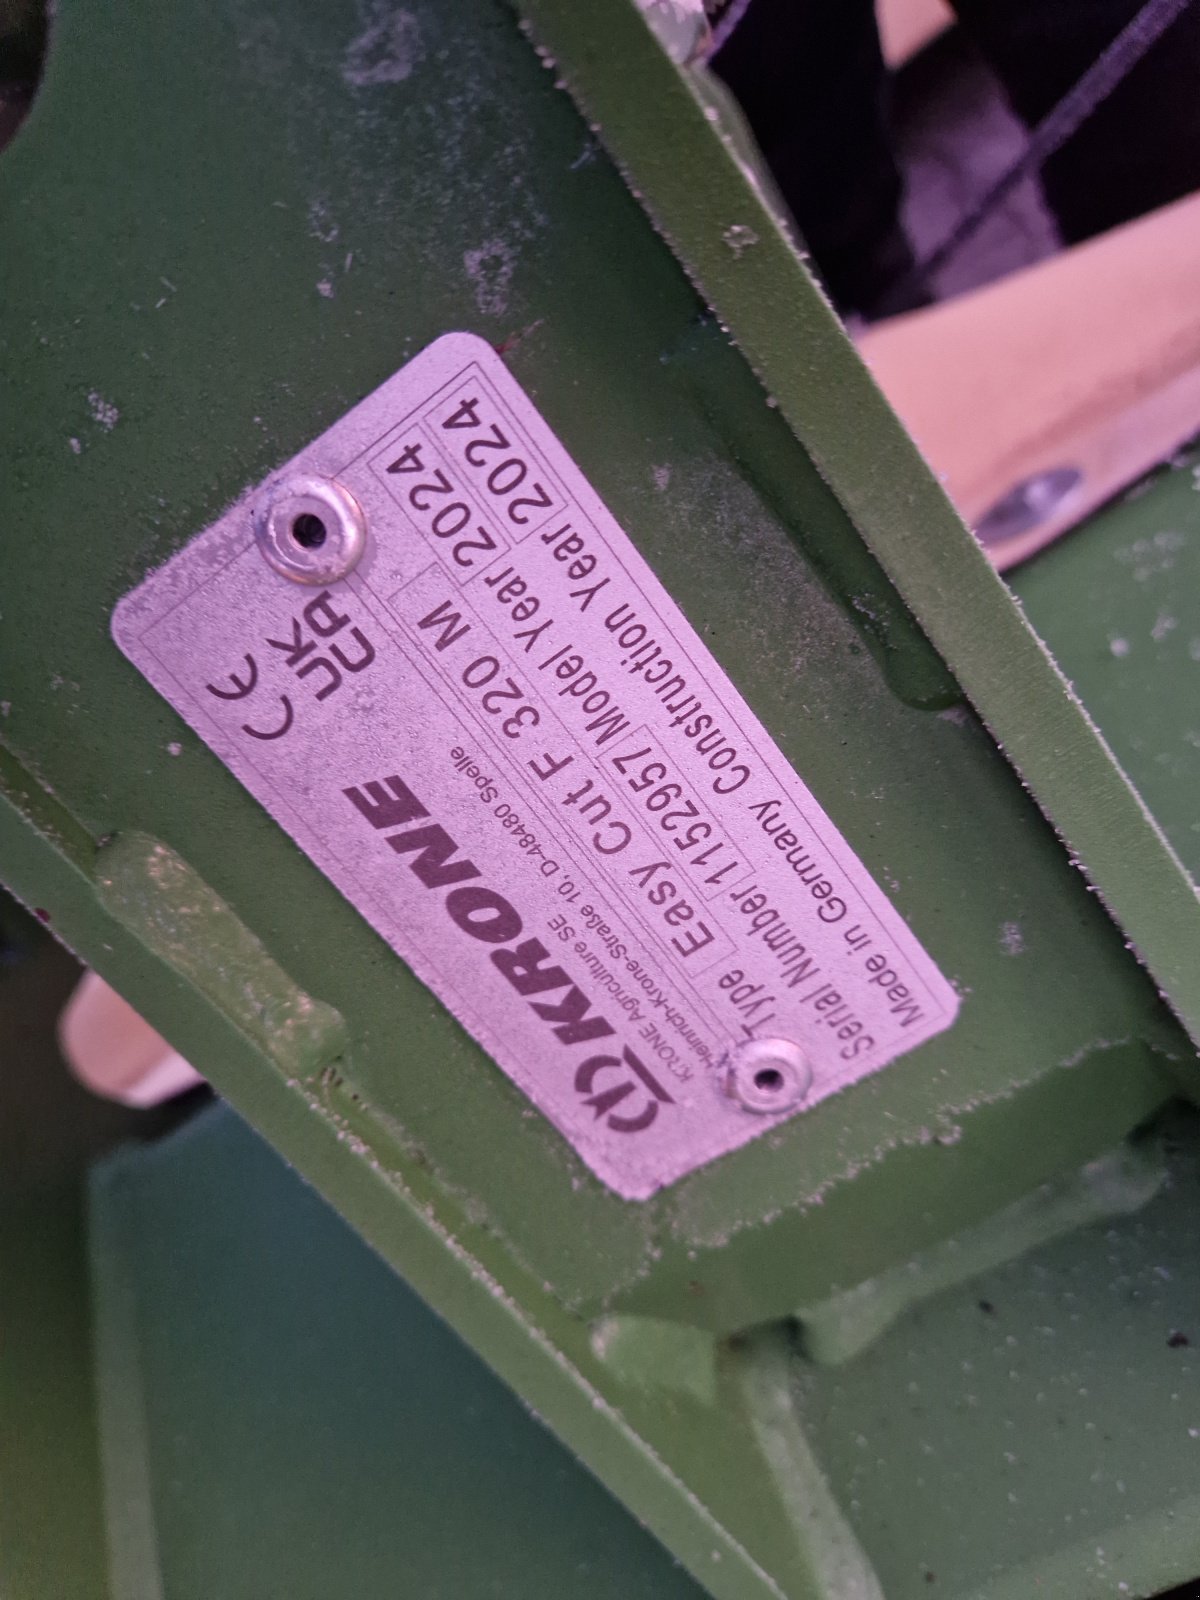 KRONE
CE
UK
CA
KRONE Agriculture SE
Heinrich-Krone-Straße 10, D-48480 Spelle
Type Easy Cut F 320 M
Serial Number 1152957 Model Year 2024
Made in Germany Construction Year 2024